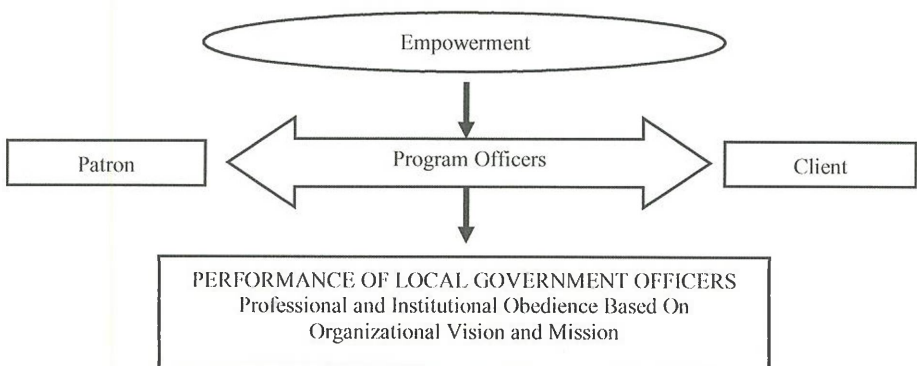 Empowerment
Patron
Program Officers
Client
PERFORMANCE OF LOCAL GOVERNMENT OFFICERS
Professional and Institutional Obedience Based On
Organizational Vision and Mission